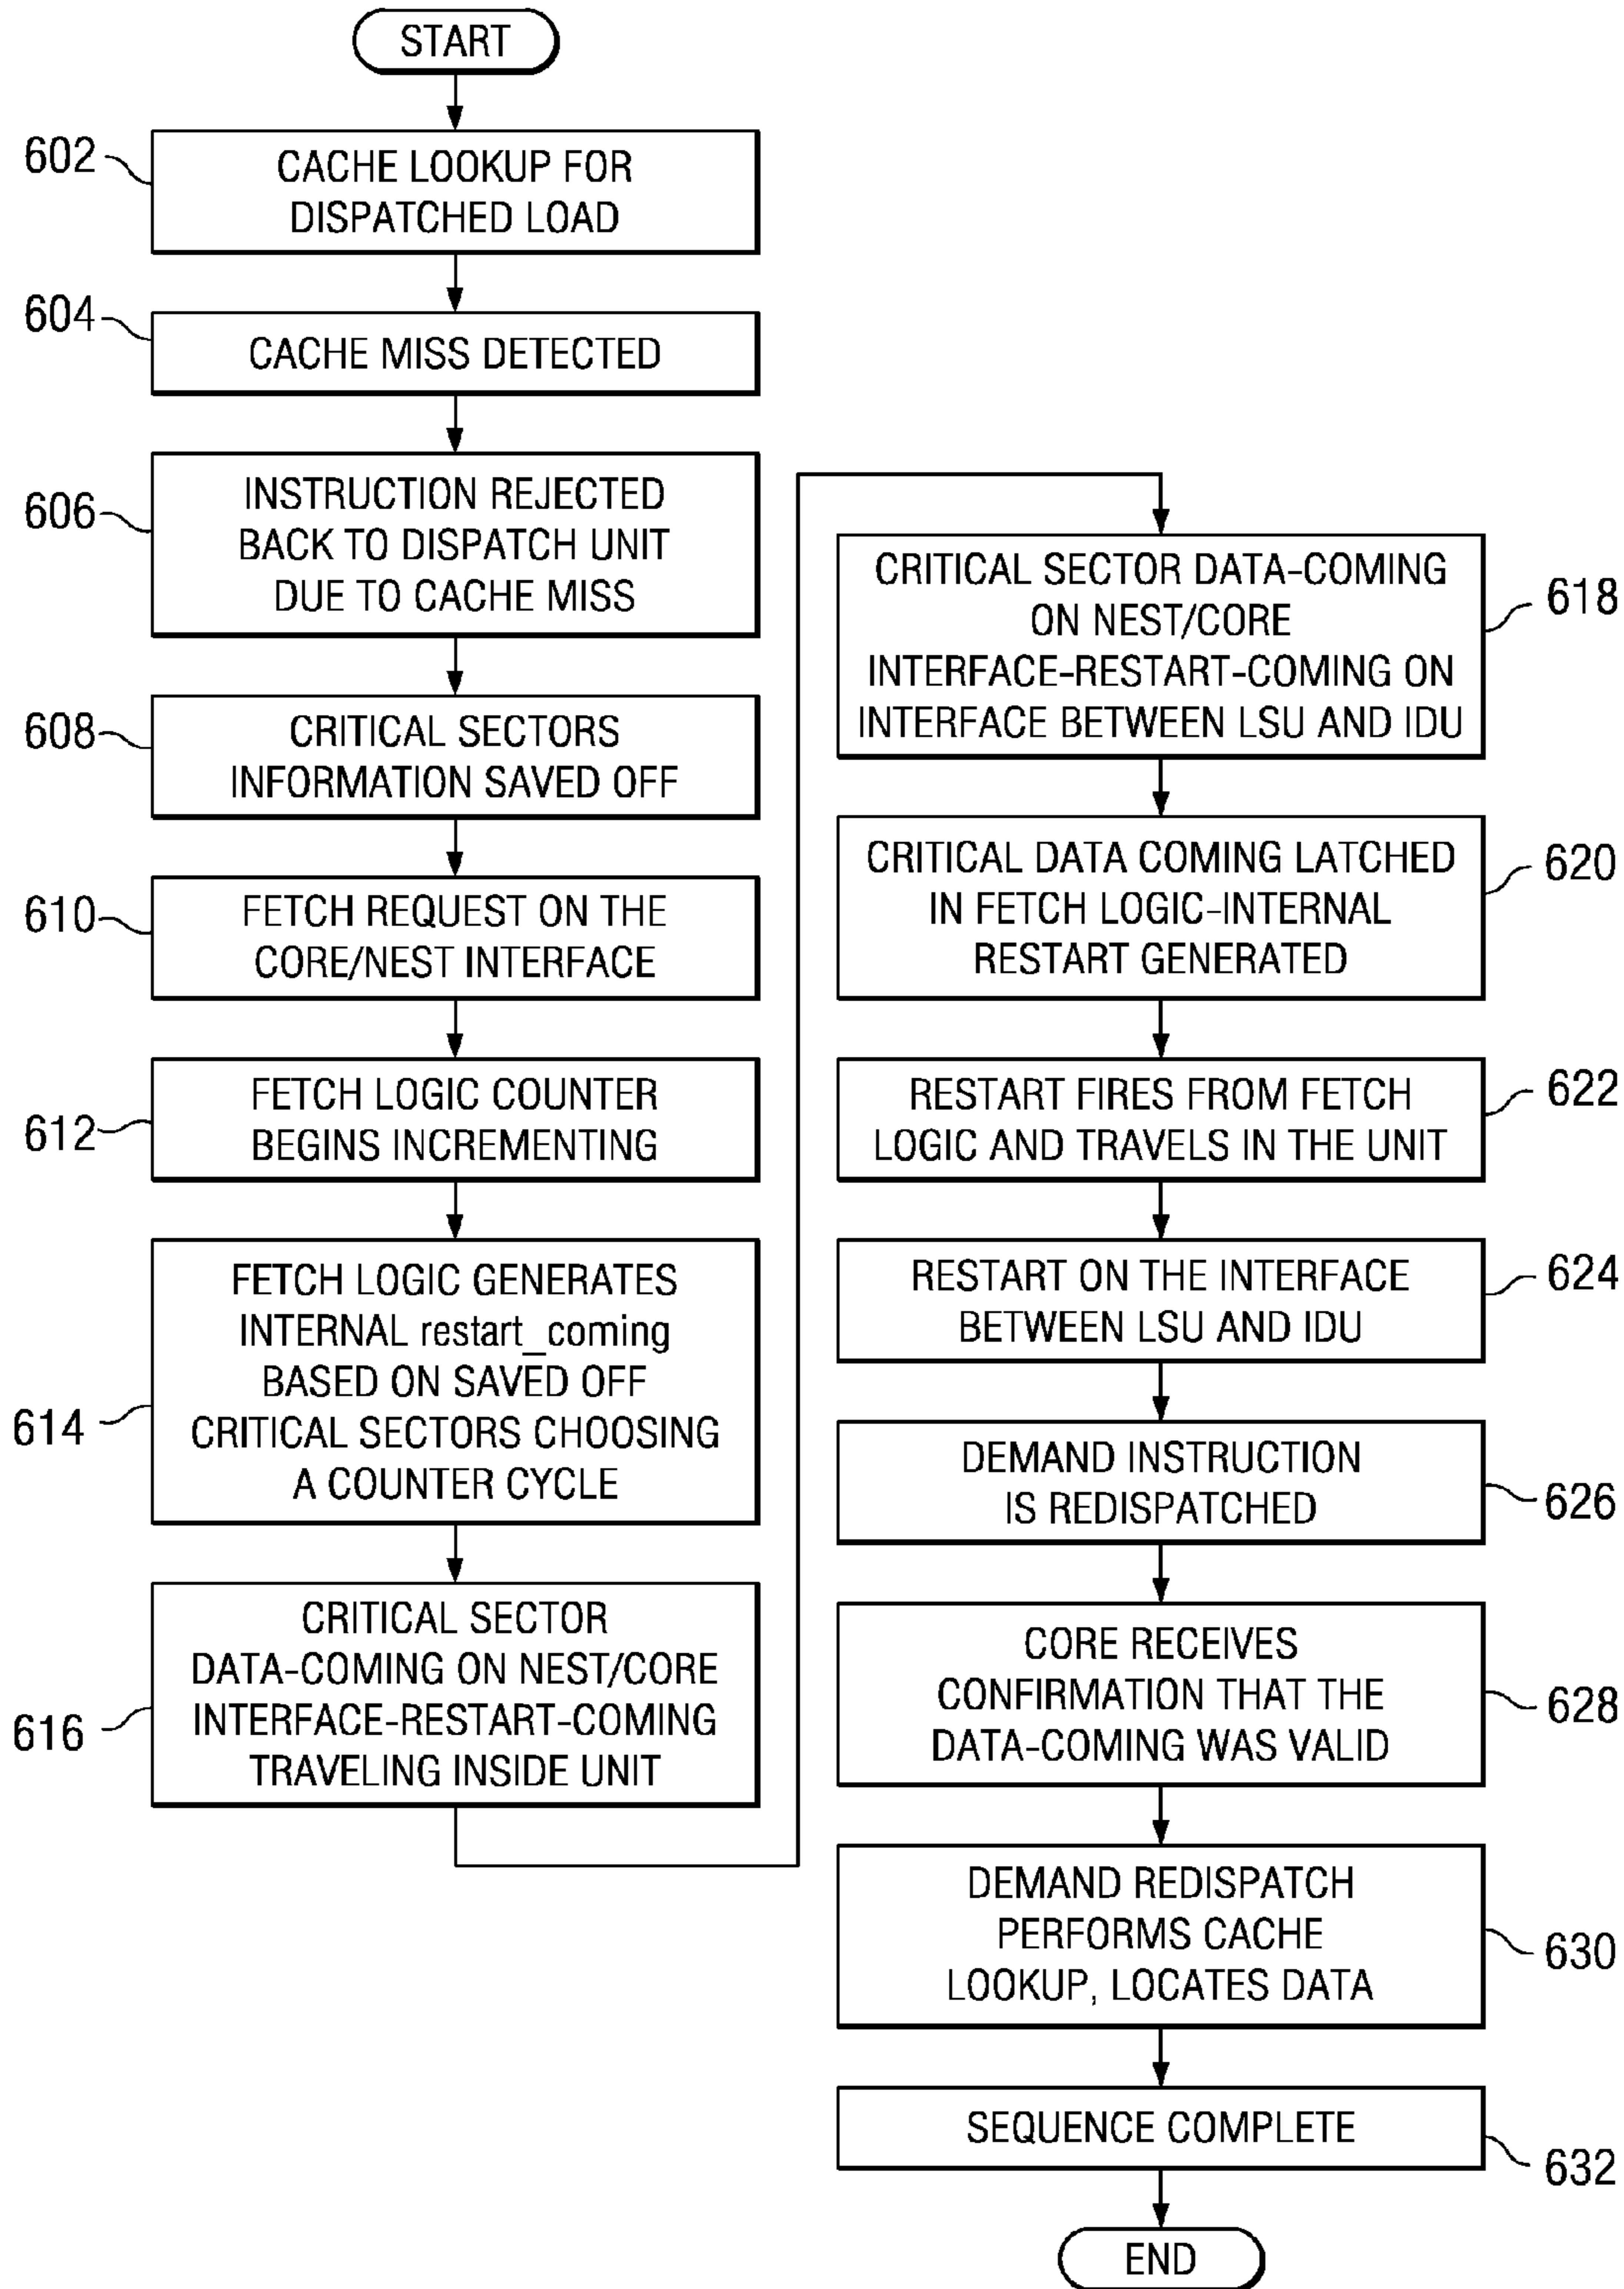 START
602
CACHE LOOKUP FOR
DISPATCHED LOAD
604
CACHE MISS DETECTED
606
INSTRUCTION REJECTED
BACK TO DISPATCH UNIT
DUE TO CACHE MISS
608
CRITICAL SECTORS
INFORMATION SAVED OFF
610
FETCH REQUEST ON THE
CORE/NEST INTERFACE
612
FETCH LOGIC COUNTER
BEGINS INCREMENTING
614
FETCH LOGIC GENERATES
INTERNAL restart_coming
BASED ON SAVED OFF
CRITICAL SECTORS CHOOSING
A COUNTER CYCLE
616
CRITICAL SECTOR
DATA-COMING ON NEST/CORE
INTERFACE-RESTART-COMING
TRAVELING INSIDE UNIT
CRITICAL SECTOR DATA-COMING
ON NEST/CORE
INTERFACE-RESTART-COMING ON
INTERFACE BETWEEN LSU AND IDU
618
CRITICAL DATA COMING LATCHED
IN FETCH LOGIC-INTERNAL
RESTART GENERATED
620
RESTART FIRES FROM FETCH
LOGIC AND TRAVELS IN THE UNIT
622
RESTART ON THE INTERFACE
BETWEEN LSU AND IDU
624
DEMAND INSTRUCTION
IS REDISPATCHED
626
CORE RECEIVES
CONFIRMATION THAT THE
DATA-COMING WAS VALID
628
DEMAND REDISPATCH
PERFORMS CACHE
LOOKUP, LOCATES DATA
630
SEQUENCE COMPLETE
632
END